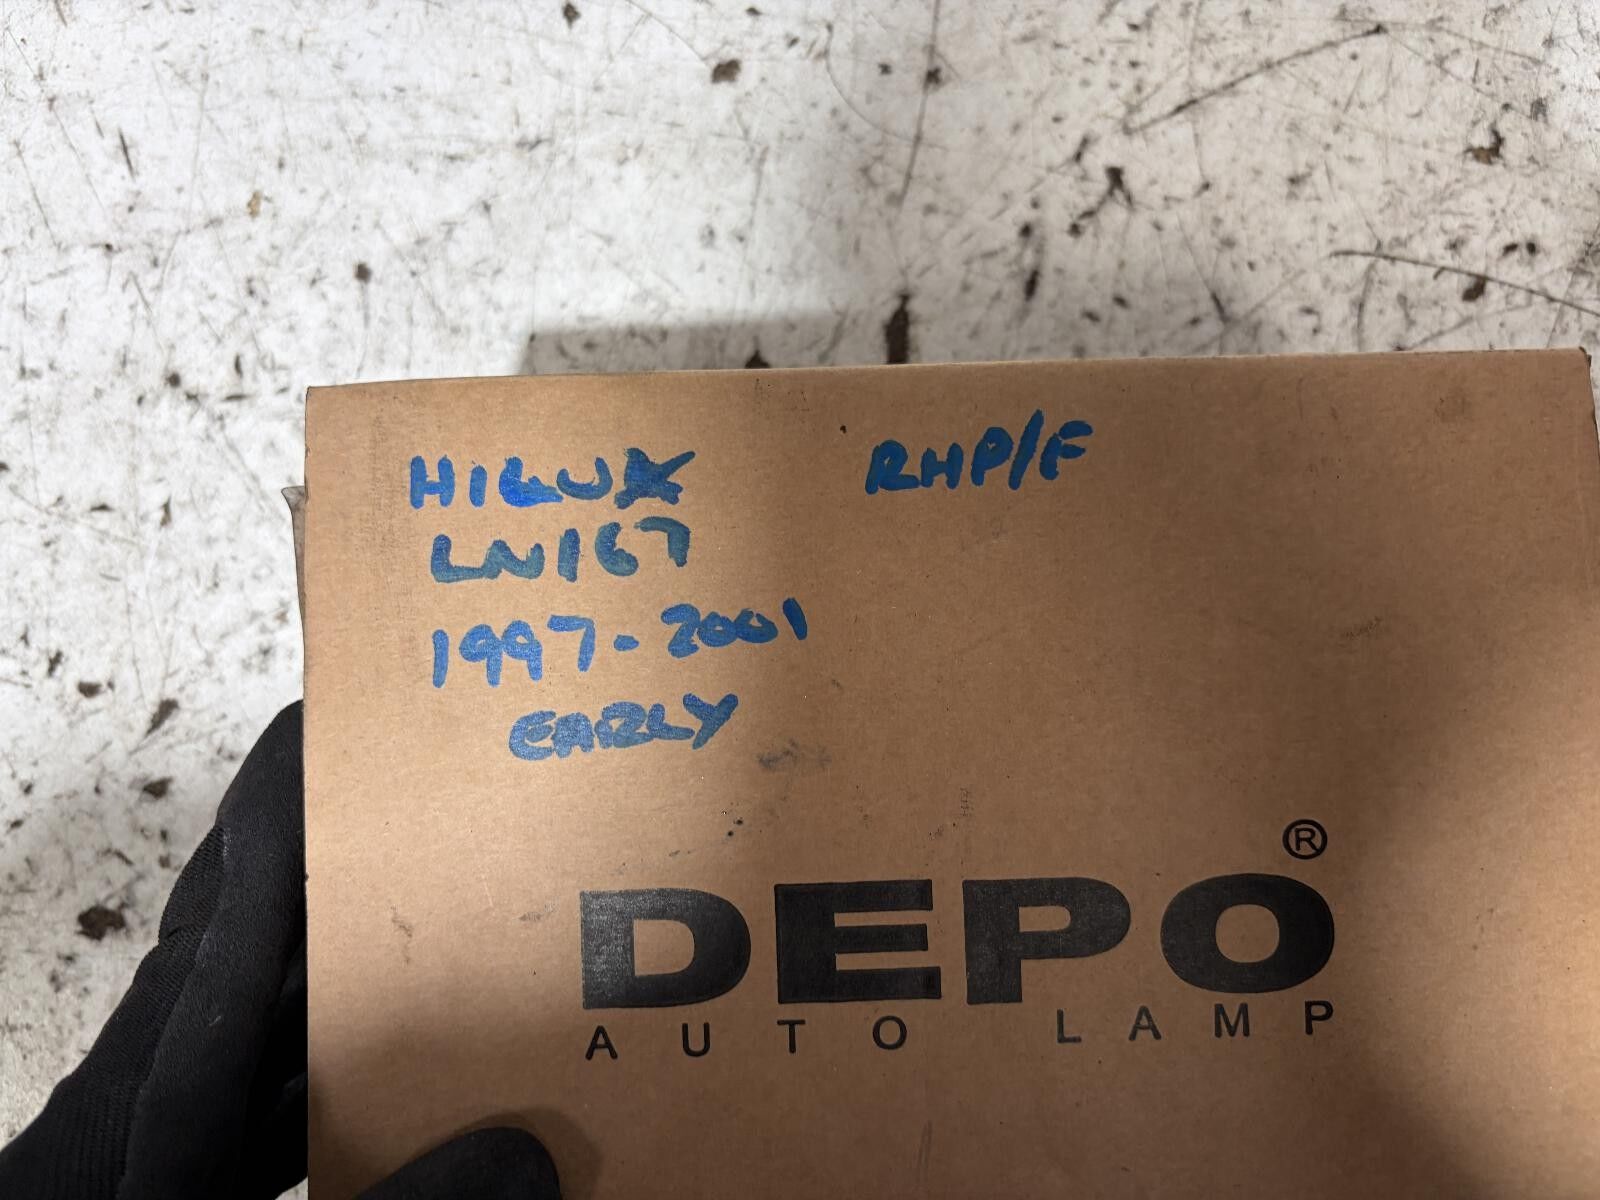 HILUX RHP/F
LN167
1997-2001
EARLY
DEPO®
AUTO LAMP